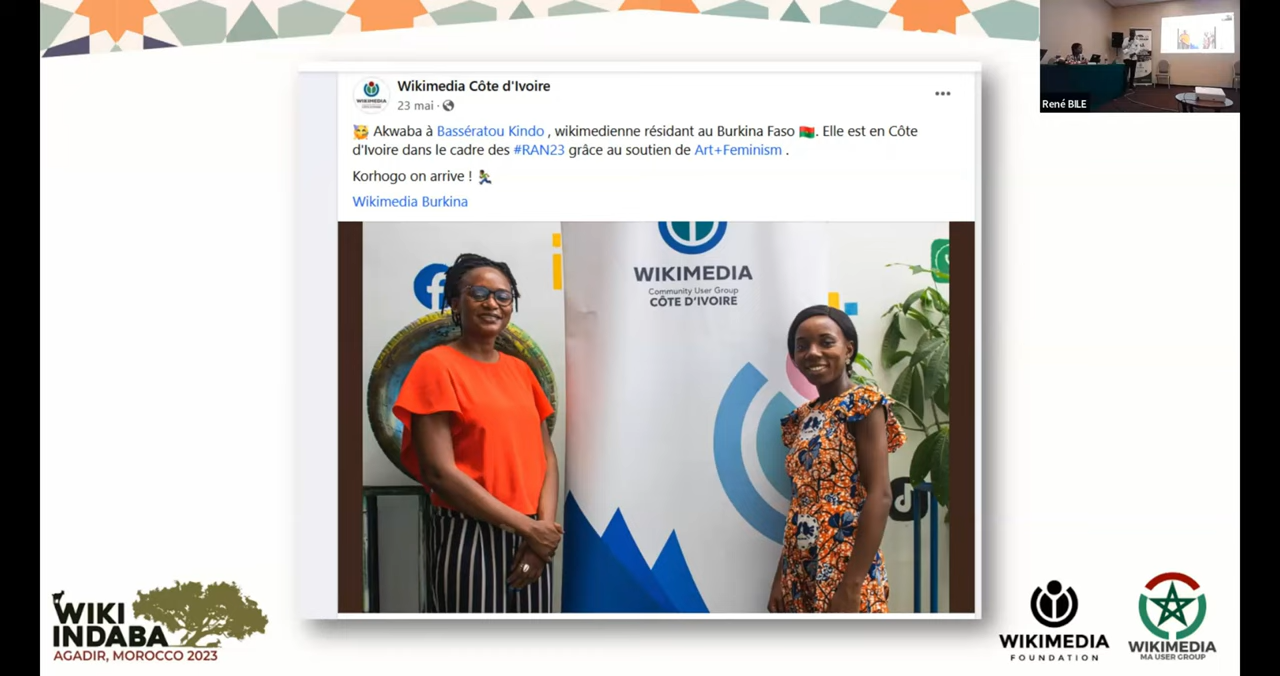 Wikimedia Côte d'Ivoire
23 mai ·
Akwaba à Bassératou Kindo , wikimedienne résidant au Burkina Faso 🇧🇫. Elle est en Côte
d'Ivoire dans le cadre des #RAN23 grâce au soutien de Art+Feminism .
Korhogo on arrive !
Wikimedia Burkina
WIKIMEDIA
Community User Group
CÔTE D'IVOIRE
René BILE
WIKI
INDABA
AGADIR, MOROCCO 2023
WIKIMEDIA
FOUNDATION
WIKIMEDIA
MA USER GROUP